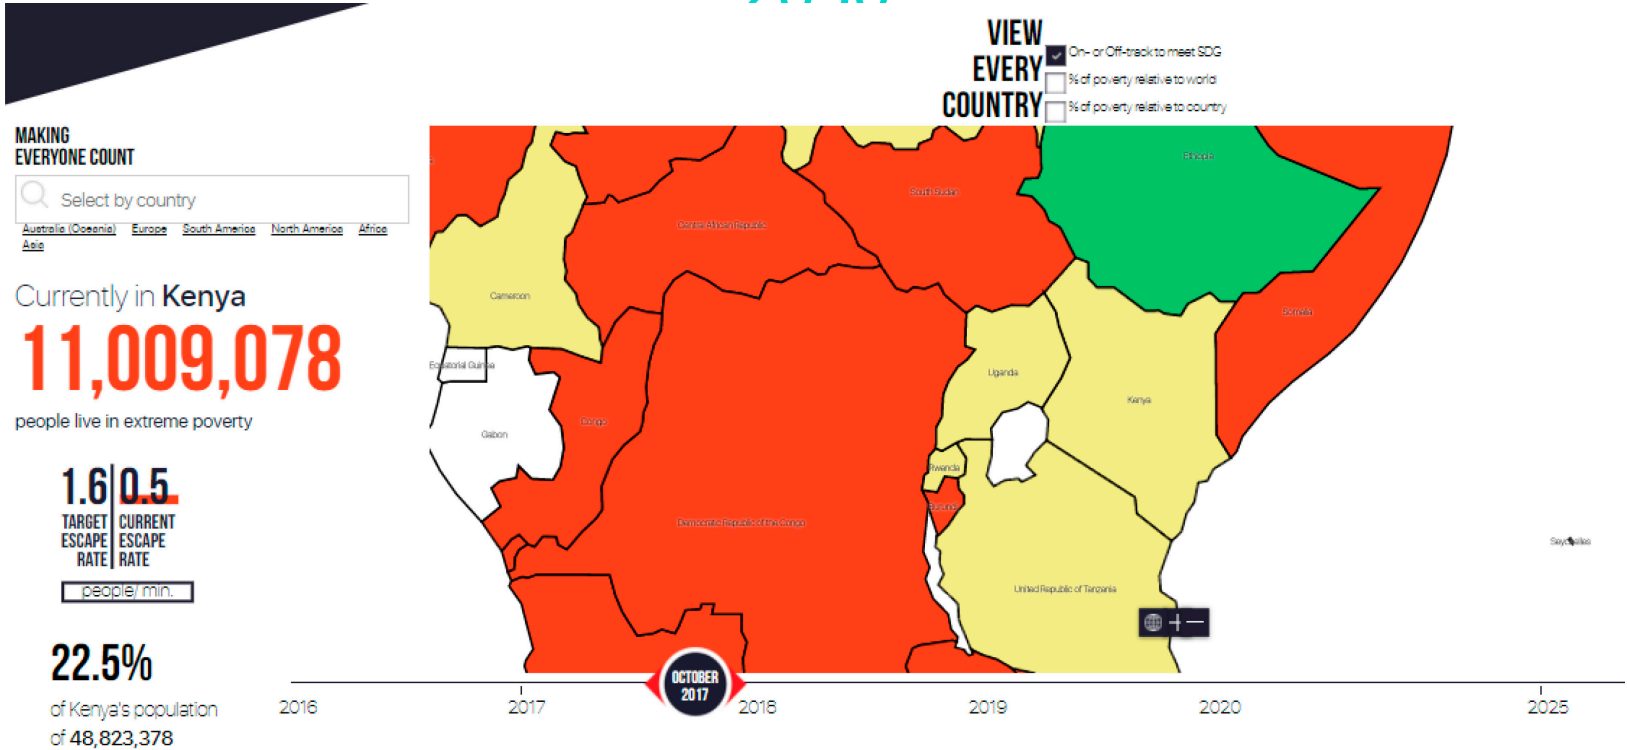 VIEW
EVERY
COUNTRY
On- or Off-track to meet SDG
% of poverty relative to world
% of poverty relative to country
MAKING
EVERYONE COUNT
Select by country
Australia (Oceania) Europe South America North America Africa
Asia
Currently in Kenya
11,009,078
people live in extreme poverty
1.6 0.5
TARGET CURRENT
ESCAPE ESCAPE
RATE RATE
people/ min.
22.5%
of Kenya's population
of 48,823,378
Ethiopia
South Sudan
Central African Republic
Cameroon
Somalia
Equatorial Guinea
Uganda
Kenya
Congo
Gabon
Rwanda
Burundi
Democratic Republic of the Congo
Seychelles
United Republic of Tanzania
OCTOBER
2017
2016 2017 2018 2019 2020 2025